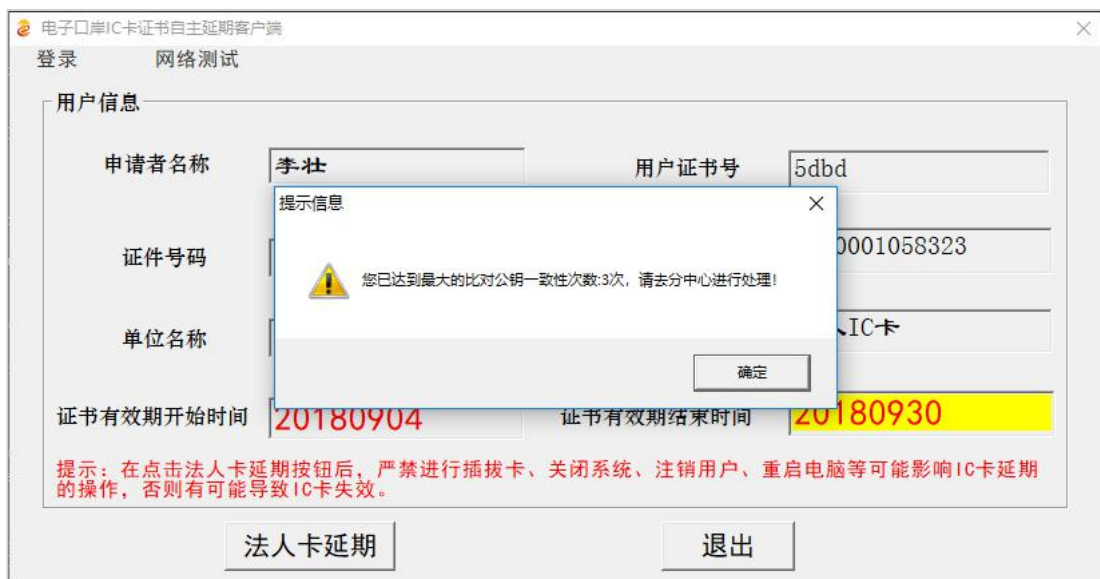 电子口岸IC卡证书自主延期客户端
登录 网络测试
用户信息
申请者名称 李壮 用户证书号 5dbd
提示信息
证件号码 0001058323
您已达到最大的比对公钥一致性次数:3次，请去分中心进行处理!
单位名称 人IC卡
确定
证书有效期开始时间 20180904 证书有效期结束时间 20180930
提示：在点击法人卡延期按钮后，严禁进行插拔卡、关闭系统、注销用户、重启电脑等可能影响IC卡延期
的操作，否则有可能导致IC卡失效。
法人卡延期 退出